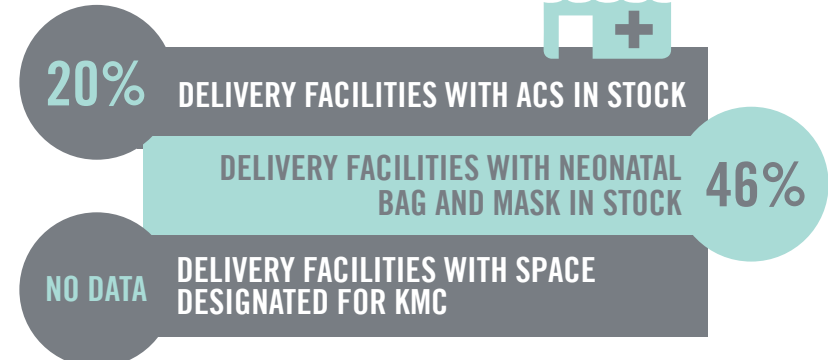 20%
DELIVERY FACILITIES WITH ACS IN STOCK
DELIVERY FACILITIES WITH NEONATAL
BAG AND MASK IN STOCK
46%
NO DATA
DELIVERY FACILITIES WITH SPACE
DESIGNATED FOR KMC